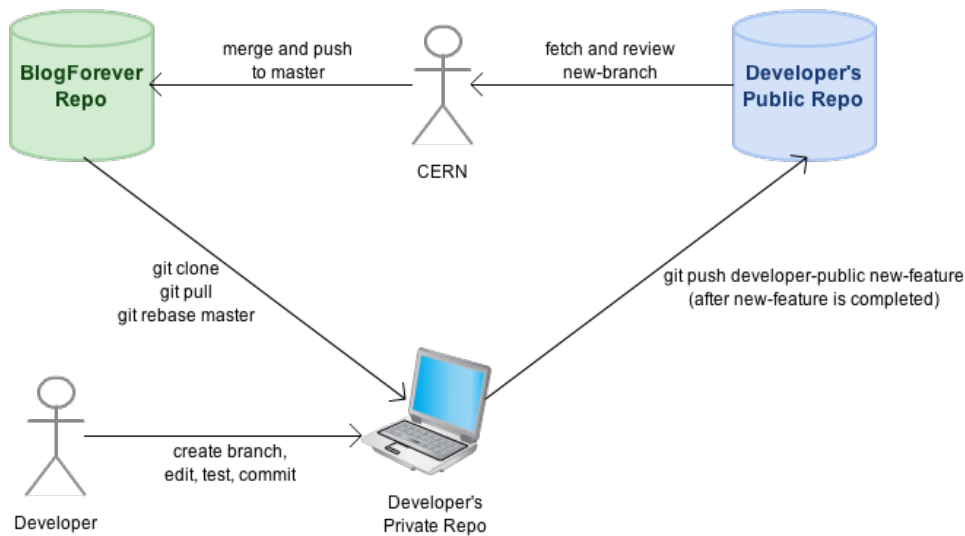 BlogForever
Repo
merge and push
to master
CERN
fetch and review
new-branch
Developer's
Public Repo
git clone
git pull
git rebase master
git push developer-public new-feature
(after new-feature is completed)
Developer
create branch,
edit, test, commit
Developer's
Private Repo